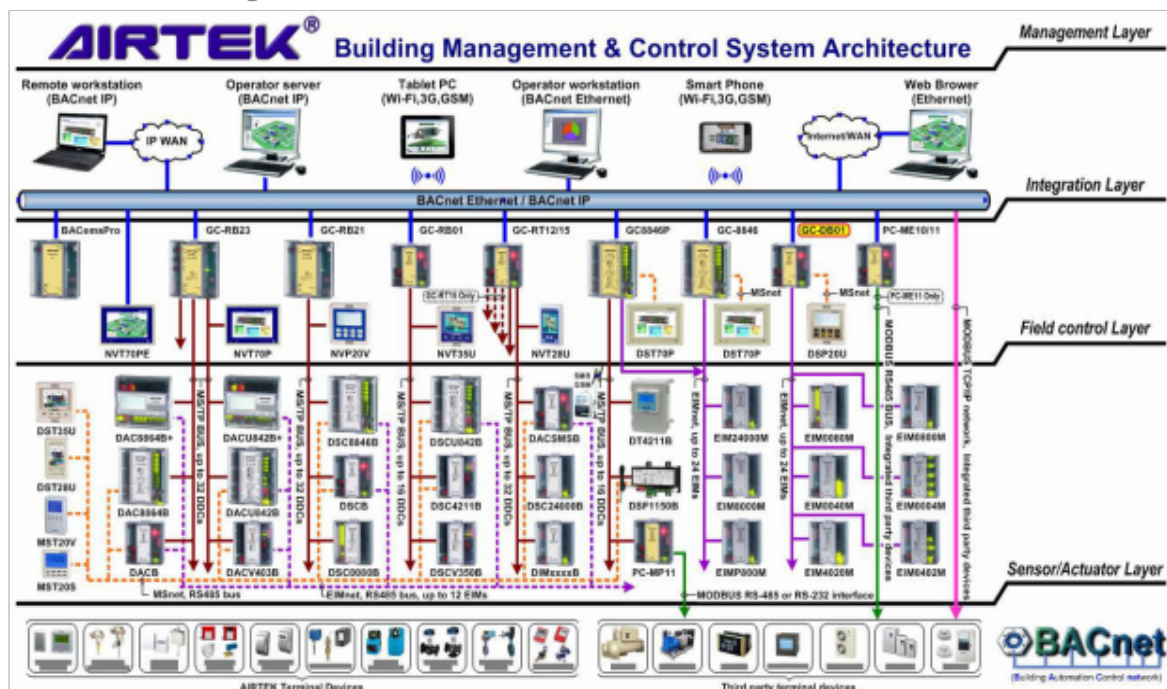 AIRTEK®
Building Management & Control System Architecture
Management Layer
Remote workstation
(BACnet IP)
Operator server
(BACnet IP)
Tablet PC
(Wi-Fi,3G,GSM)
Operator workstation
(BACnet Ethernet)
Smart Phone
(Wi-Fi,3G,GSM)
Web Brower
(Ethernet)
IP WAN
Internet/WAN
BACnet Ethernet / BACnet IP
Integration Layer
BACemsPro
GC-RB23
GC-RB21
GC-RB01
GC-RT12/15
GC8846P
GC-8846
GC-DB01
PC-ME10/11
GC-RT15 Only
MSnet
MSnet
PC-ME11 Only
NVT70PE
NVT70P
NVP20V
NVT35U
NVT28U
DST70P
DST70P
DSP20U
Field control Layer
MS/TP BUS, up to 32 DDCs
MS/TP BUS, up to 32 DDCs
MS/TP BUS, up to 16 DDCs
MS/TP BUS, up to 32 DDCs
MS/TP BUS, up to 16 DDCs
EIMnet, up to 24 EIMs
EIMnet, up to 24 EIMs
MODBUS RS485 BUS, Integrated third party devices
MODBUS TCP/IP network, Integrated third party devices
SMS
GSM
DST35U
DAC8864B+
DACU842B+
DSC8846B
DSCU842B
DACSMSB
DT4211B
EIM24000M
EIM0080M
EIM0800M
DST28U
DAC8864B
DACU842B
DSCB
DSC4211B
DSC24000B
DSP1150B
EIM8000M
EIM0040M
EIM0004M
MST20V
MST20S
DACB
DACV403B
DSC0080B
DSCV350B
DIMxxxxB
PC-MP11
EIMP800M
EIM4020M
EIM0402M
MSnet, RS485 bus
EIMnet, RS485 bus, up to 12 EIMs
MODBUS RS-485 or RS-232 interface
Sensor/Actuator Layer
AIRTEK Terminal Devices
Third party terminal devices
BACnet
(Building Automation Control network)